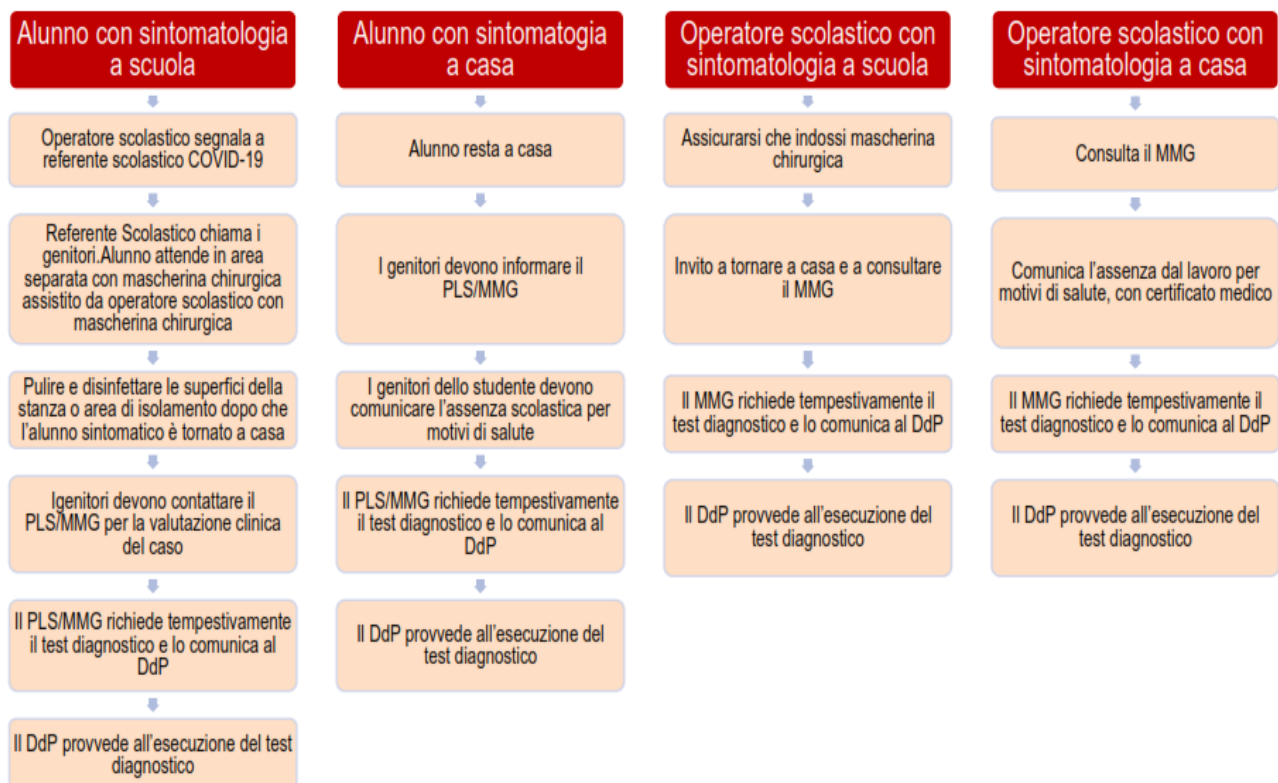 Alunno con sintomatologia
a scuola
Operatore scolastico segnala a
referente scolastico COVID-19
Referente Scolastico chiama i
genitori.Alunno attende in area
separata con mascherina chirurgica
assistito da operatore scolastico con
mascherina chirurgica
Pulire e disinfettare le superfici della
stanza o area di isolamento dopo che
l'alunno sintomatico è tornato a casa
Igenitori devono contattare il
PLS/MMG per la valutazione clinica
del caso
Il PLS/MMG richiede tempestivamente
il test diagnostico e lo comunica al
DdP
Il DdP provvede all'esecuzione del test
diagnostico
Alunno con sintomatogia
a casa
Alunno resta a casa
I genitori devono informare il
PLS/MMG
I genitori dello studente devono
comunicare l'assenza scolastica per
motivi di salute
Il PLS/MMG richiede tempestivamente
il test diagnostico e lo comunica al
DdP
Il DdP provvede all'esecuzione del
test diagnostico
Operatore scolastico con
sintomatologia a scuola
Assicurarsi che indossi mascherina
chirurgica
Invito a tornare a casa e a consultare
il MMG
Il MMG richiede tempestivamente il
test diagnostico e lo comunica al DdP
Il DdP provvede all'esecuzione del
test diagnostico
Operatore scolastico con
sintomatologia a casa
Consulta il MMG
Comunica l'assenza dal lavoro per
motivi di salute, con certificato medico
Il MMG richiede tempestivamente il
test diagnostico e lo comunica al DdP
Il DdP provvede all'esecuzione del
test diagnostico